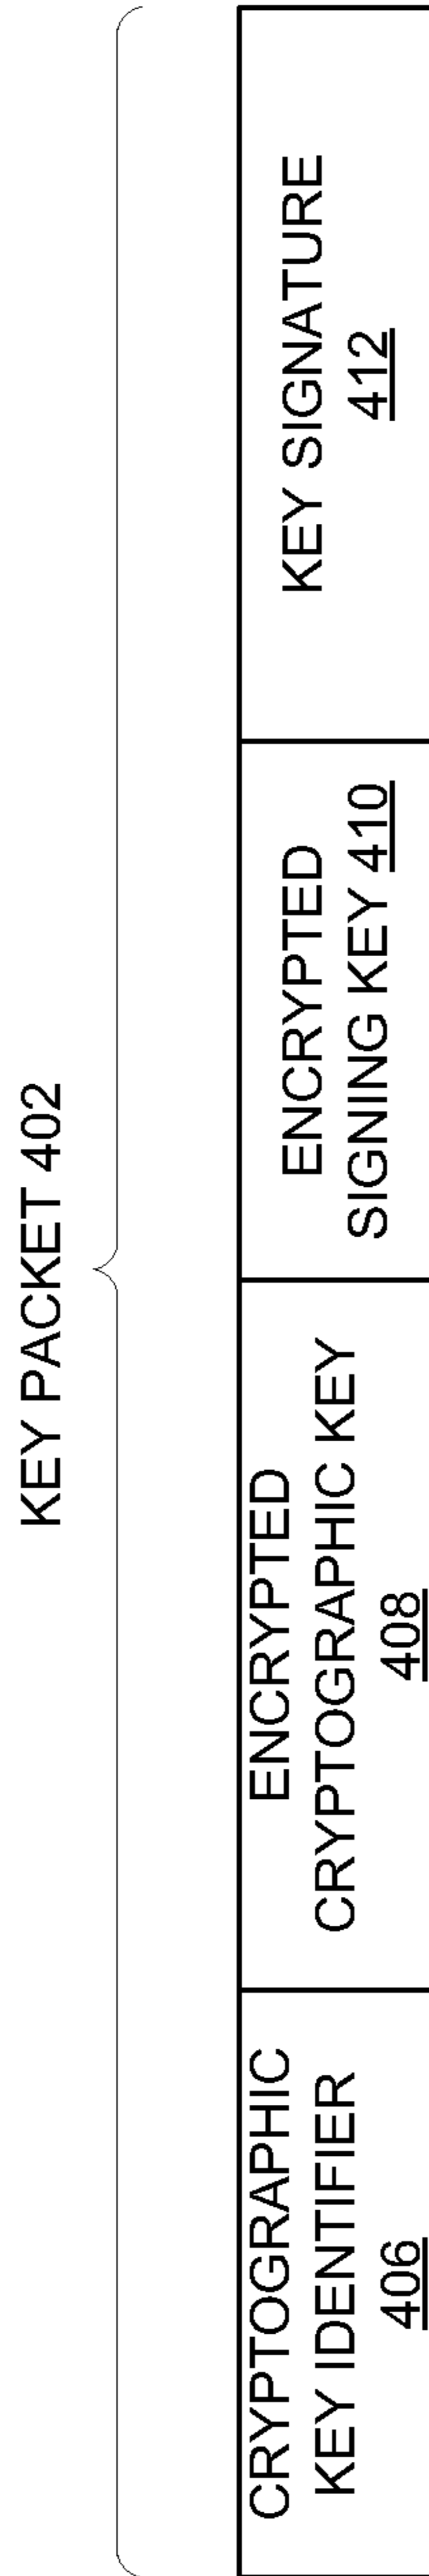 KEY PACKET 402
CRYPTOGRAPHIC
KEY IDENTIFIER
406
ENCRYPTED
CRYPTOGRAPHIC KEY
408
ENCRYPTED
SIGNING KEY 410
KEY SIGNATURE
412